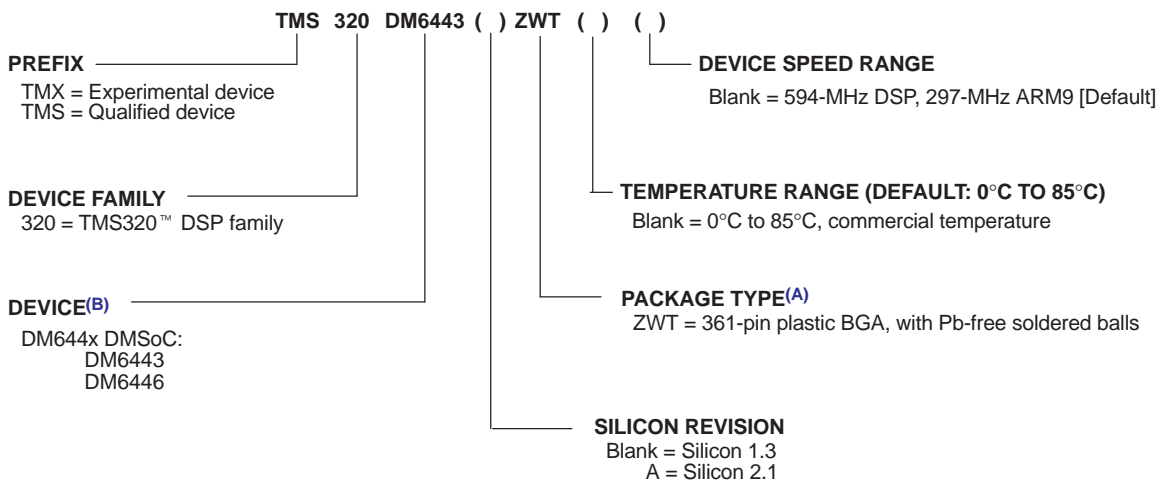 TMS 320 DM6443 ( ) ZWT ( ) ( )
PREFIX
TMX = Experimental device
TMS = Qualified device
DEVICE SPEED RANGE
Blank = 594-MHz DSP, 297-MHz ARM9 [Default]
DEVICE FAMILY
320 = TMS320™ DSP family
TEMPERATURE RANGE (DEFAULT: 0°C TO 85°C)
Blank = 0°C to 85°C, commercial temperature
DEVICE(B)
DM644x DMSoC:
DM6443
DM6446
PACKAGE TYPE(A)
ZWT = 361-pin plastic BGA, with Pb-free soldered balls
SILICON REVISION
Blank = Silicon 1.3
A = Silicon 2.1